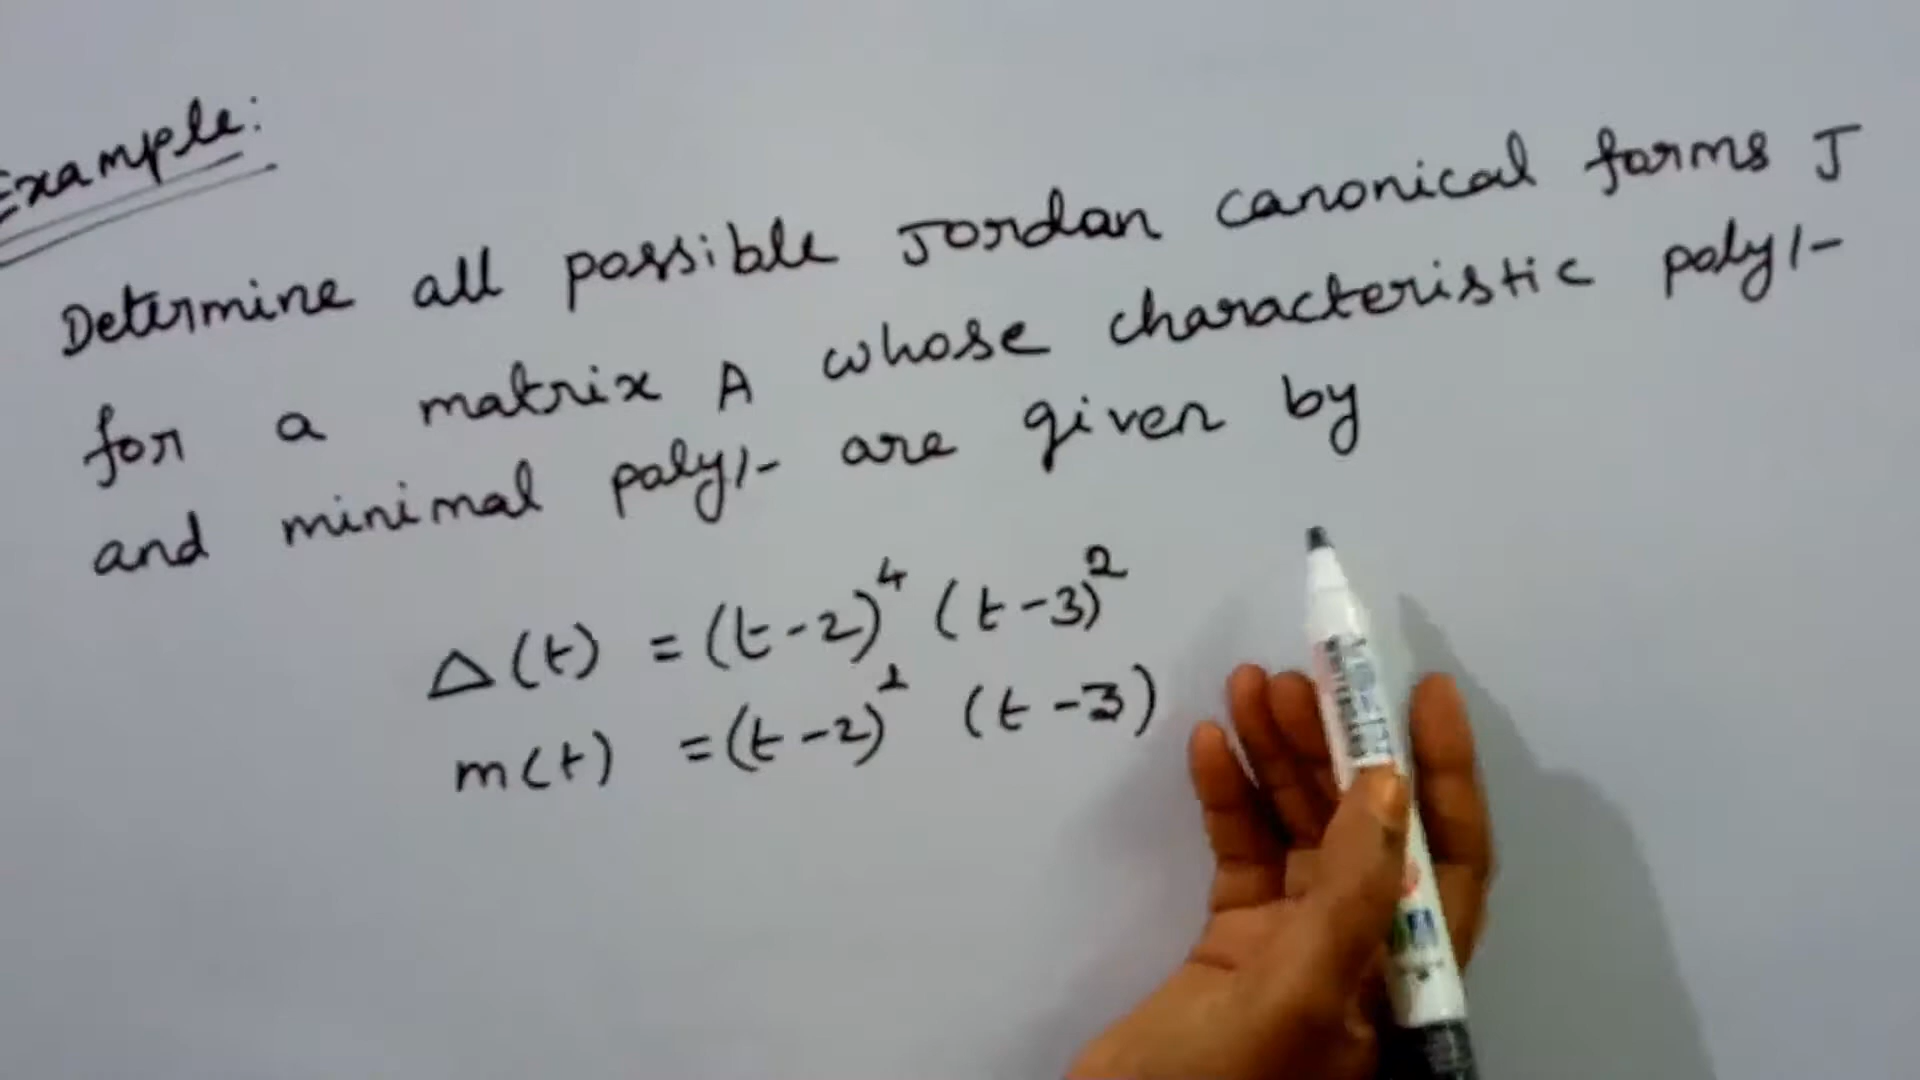 Example:
Determine all possible Jordan canonical forms J
for a matrix A whose characteristic poly/-
and minimal poly/- are given by
Δ(t) = (t-2)⁴ (t-3)²
m(t) = (t-2)² (t-3)